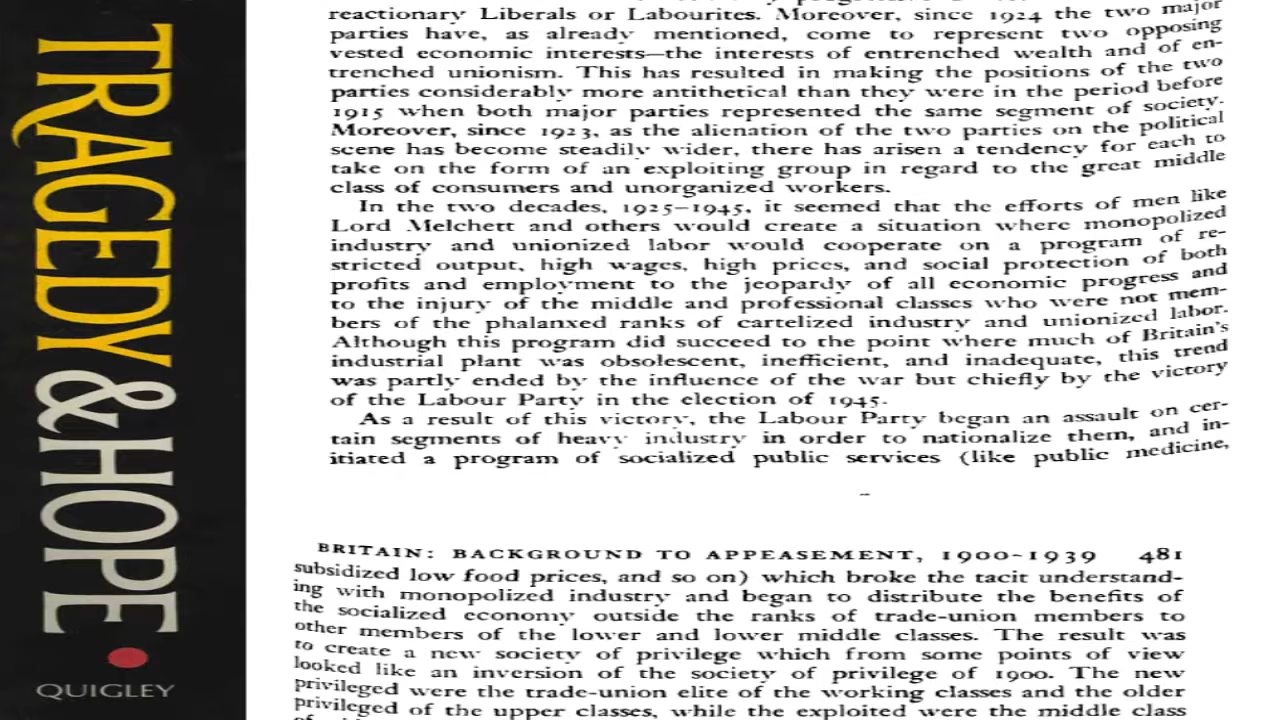 TRAGEDY & HOPE
QUIGLEY
reactionary Liberals or Labourites. Moreover, since 1924 the two major
parties have, as already mentioned, come to represent two opposing
vested economic interests—the interests of entrenched wealth and of en-
trenched unionism. This has resulted in making the positions of the two
parties considerably more antithetical than they were in the period before
1915 when both major parties represented the same segment of society.
Moreover, since 1923, as the alienation of the two parties on the political
scene has become steadily wider, there has arisen a tendency for each to
take on the form of an exploiting group in regard to the great middle
class of consumers and unorganized workers.
In the two decades, 1925–1945, it seemed that the efforts of men like
Lord Melchett and others would create a situation where monopolized
industry and unionized labor would cooperate on a program of re-
stricted output, high wages, high prices, and social protection of both
profits and employment to the jeopardy of all economic progress and
to the injury of the middle and professional classes who were not mem-
bers of the phalanxed ranks of cartelized industry and unionized labor.
Although this program did succeed to the point where much of Britain's
industrial plant was obsolescent, inefficient, and inadequate, this trend
was partly ended by the influence of the war but chiefly by the victory
of the Labour Party in the election of 1945.
As a result of this victory, the Labour Party began an assault on cer-
tain segments of heavy industry in order to nationalize them, and in-
itiated a program of socialized public services (like public medicine,
BRITAIN: BACKGROUND TO APPEASEMENT, 1900-1939 481
subsidized low food prices, and so on) which broke the tacit understand-
ing with monopolized industry and began to distribute the benefits of
the socialized economy outside the ranks of trade-union members to
other members of the lower and lower middle classes. The result was
to create a new society of privilege which from some points of view
looked like an inversion of the society of privilege of 1900. The new
privileged were the trade-union elite of the working classes and the older
privileged of the upper classes, while the exploited were the middle class